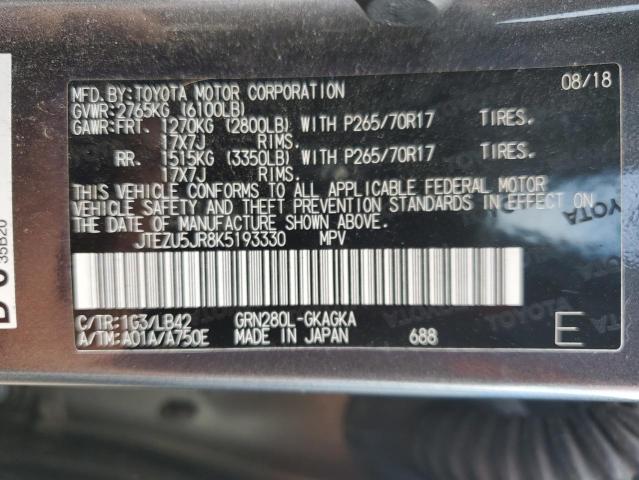 MFD. BY: TOYOTA MOTOR CORPORATION 08/18
GVWR: 2765KG (6100LB)
GAWR: FRT. 1270KG (2800LB) WITH P265/70R17 TIRES.
17X7J RIMS.
RR. 1515KG (3350LB) WITH P265/70R17 TIRES.
17X7J RIMS.
THIS VEHICLE CONFORMS TO ALL APPLICABLE FEDERAL MOTOR
VEHICLE SAFETY AND THEFT PREVENTION STANDARDS IN EFFECT ON
THE DATE OF MANUFACTURE SHOWN ABOVE.
JTEZU5JR8K5193330 MPV
C/TR: 1G3/LB42 GRN280L-GKAGKA
A/TM: A01A/A750E MADE IN JAPAN 688 E
35B20
TOYOTA
TOYOTA